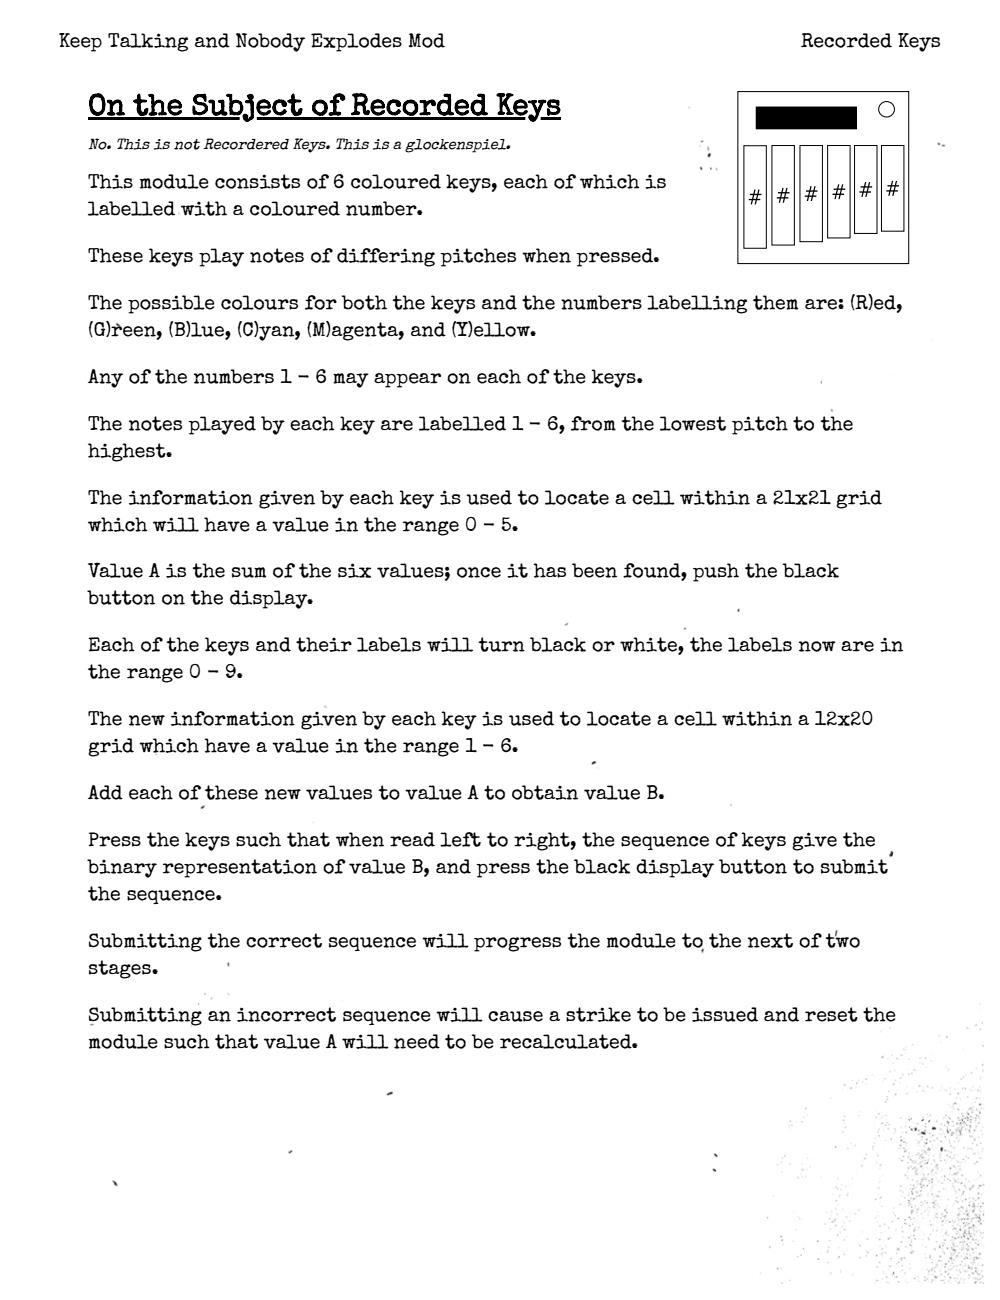 Keep Talking and Nobody Explodes Mod
Recorded Keys
On the Subject of Recorded Keys
No. This is not Recordered Keys. This is a glockenspiel.
# # # # # #
This module consists of 6 coloured keys, each of which is
labelled with a coloured number.
These keys play notes of differing pitches when pressed.
The possible colours for both the keys and the numbers labelling them are: (R)ed,
(G)reen, (B)lue, (C)yan, (M)agenta, and (Y)ellow.
Any of the numbers 1 – 6 may appear on each of the keys.
The notes played by each key are labelled 1 – 6, from the lowest pitch to the
highest.
The information given by each key is used to locate a cell within a 21x21 grid
which will have a value in the range 0 – 5.
Value A is the sum of the six values; once it has been found, push the black
button on the display.
Each of the keys and their labels will turn black or white, the labels now are in
the range 0 – 9.
The new information given by each key is used to locate a cell within a 12x20
grid which have a value in the range 1 – 6.
Add each of these new values to value A to obtain value B.
Press the keys such that when read left to right, the sequence of keys give the
binary representation of value B, and press the black display button to submit
the sequence.
Submitting the correct sequence will progress the module to the next of two
stages.
Submitting an incorrect sequence will cause a strike to be issued and reset the
module such that value A will need to be recalculated.